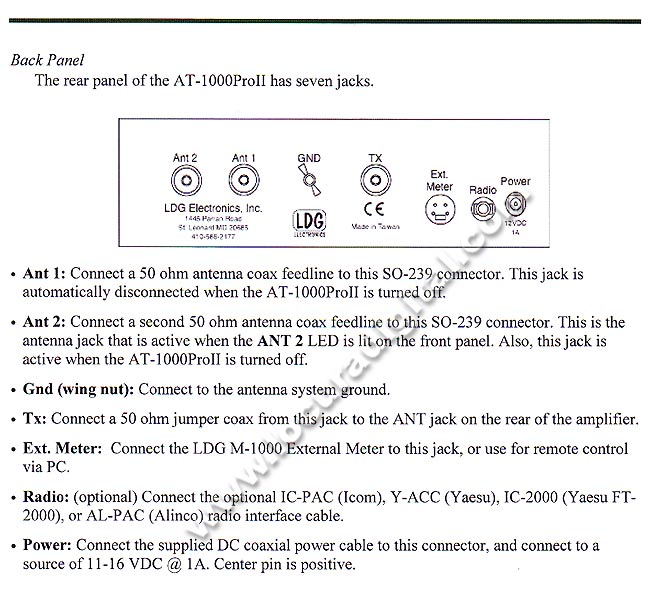 Back Panel
The rear panel of the AT-1000ProII has seven jacks.
Ant 2 Ant 1 GND TX Ext. Meter Radio Power
LDG Electronics, Inc.
1445 Parran Road
St. Leonard MD 20685
410-586-2177
LDG
ELECTRONICS
CE
Made in Taiwan
12VDC
1A
• Ant 1: Connect a 50 ohm antenna coax feedline to this SO-239 connector. This jack is
automatically disconnected when the AT-1000ProII is turned off.
• Ant 2: Connect a second 50 ohm antenna coax feedline to this SO-239 connector. This is the
antenna jack that is active when the ANT 2 LED is lit on the front panel. Also, this jack is
active when the AT-1000ProII is turned off.
• Gnd (wing nut): Connect to the antenna system ground.
• Tx: Connect a 50 ohm jumper coax from this jack to the ANT jack on the rear of the amplifier.
• Ext. Meter: Connect the LDG M-1000 External Meter to this jack, or use for remote control
via PC.
• Radio: (optional) Connect the optional IC-PAC (Icom), Y-ACC (Yaesu), IC-2000 (Yaesu FT-
2000), or AL-PAC (Alinco) radio interface cable.
• Power: Connect the supplied DC coaxial power cable to this connector, and connect to a
source of 11-16 VDC @ 1A. Center pin is positive.